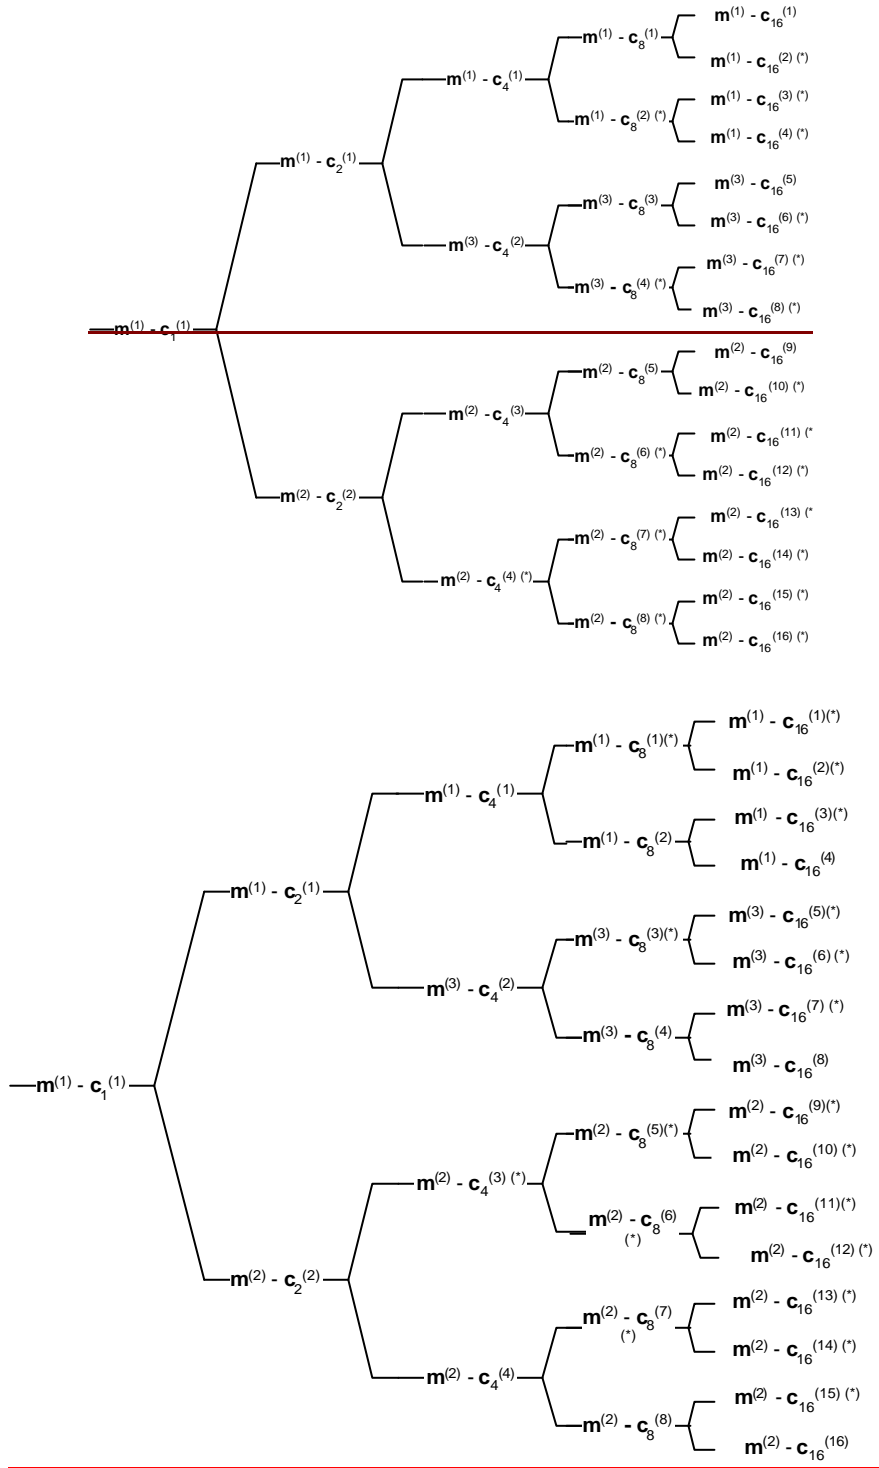 m(1) - c16(1)
m(1) - c8(1)
m(1) - c16(2) (*)
m(1) - c4(1)
m(1) - c16(3) (*)
m(1) - c8(2) (*)
m(1) - c16(4) (*)
m(1) - c2(1)
m(3) - c16(5)
m(3) - c8(3)
m(3) - c16(6) (*)
m(3) - c4(2)
m(3) - c16(7) (*)
m(3) - c8(4) (*)
m(3) - c16(8) (*)
m(1) - c1(1)
m(2) - c16(9)
m(2) - c8(5)
m(2) - c16(10) (*)
m(2) - c4(3)
m(2) - c16(11) (*
m(2) - c8(6) (*)
m(2) - c16(12) (*)
m(2) - c2(2)
m(2) - c16(13) (*
m(2) - c8(7) (*)
m(2) - c16(14) (*)
m(2) - c4(4) (*)
m(2) - c16(15) (*)
m(2) - c8(8) (*)
m(2) - c16(16) (*)
m(1) - c16(1)(*)
m(1) - c8(1)(*)
m(1) - c16(2)(*)
m(1) - c4(1)
m(1) - c16(3)(*)
m(1) - c8(2)
m(1) - c16(4)
m(1) - c2(1)
m(3) - c16(5)(*)
m(3) - c8(3)(*)
m(3) - c16(6) (*)
m(3) - c4(2)
m(3) - c16(7) (*)
m(3) - c8(4)
m(3) - c16(8)
m(1) - c1(1)
m(2) - c16(9)(*)
m(2) - c8(5)(*)
m(2) - c16(10) (*)
m(2) - c4(3) (*)
m(2) - c16(11)(*)
m(2) - c8(6)
(*)
m(2) - c16(12) (*)
m(2) - c2(2)
m(2) - c16(13) (*)
m(2) - c8(7)
(*)
m(2) - c16(14) (*)
m(2) - c4(4)
m(2) - c16(15) (*)
m(2) - c8(8)
m(2) - c16(16)